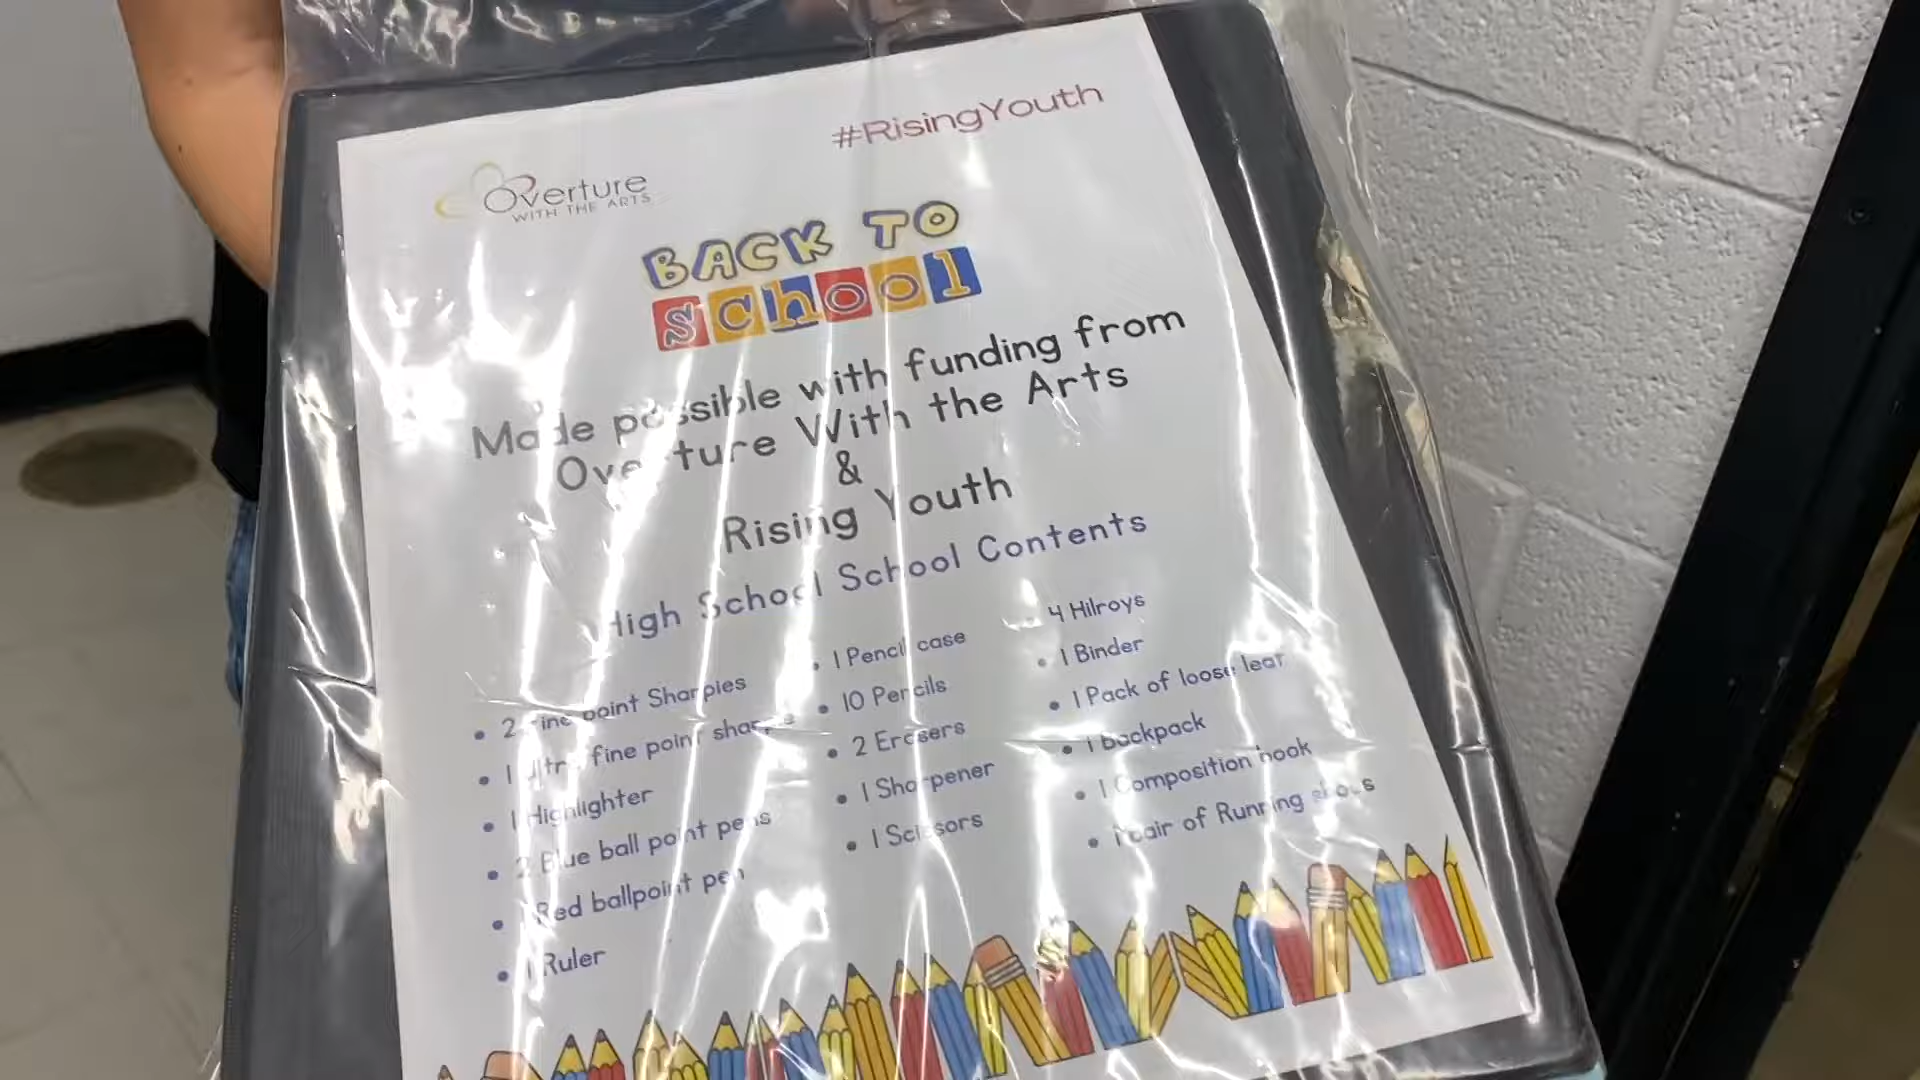 #RisingYouth
Overture
WITH THE ARTS
BACK TO
School
Made possible with funding from
Overture With the Arts
&
Rising Youth
High School School Contents
• 2 Fine point Sharpies
• 1 Ultra fine point sharpie
• 1 Highlighter
• 2 Blue ball point pens
• 1 Red ballpoint pen
• 1 Ruler
• 1 Pencil case
• 10 Pencils
• 2 Erasers
• 1 Sharpener
• 1 Scissors
4 Hilroys
• 1 Binder
• 1 Pack of loose leaf
• 1 backpack
• 1 Composition book
• 1 pair of Running shoes